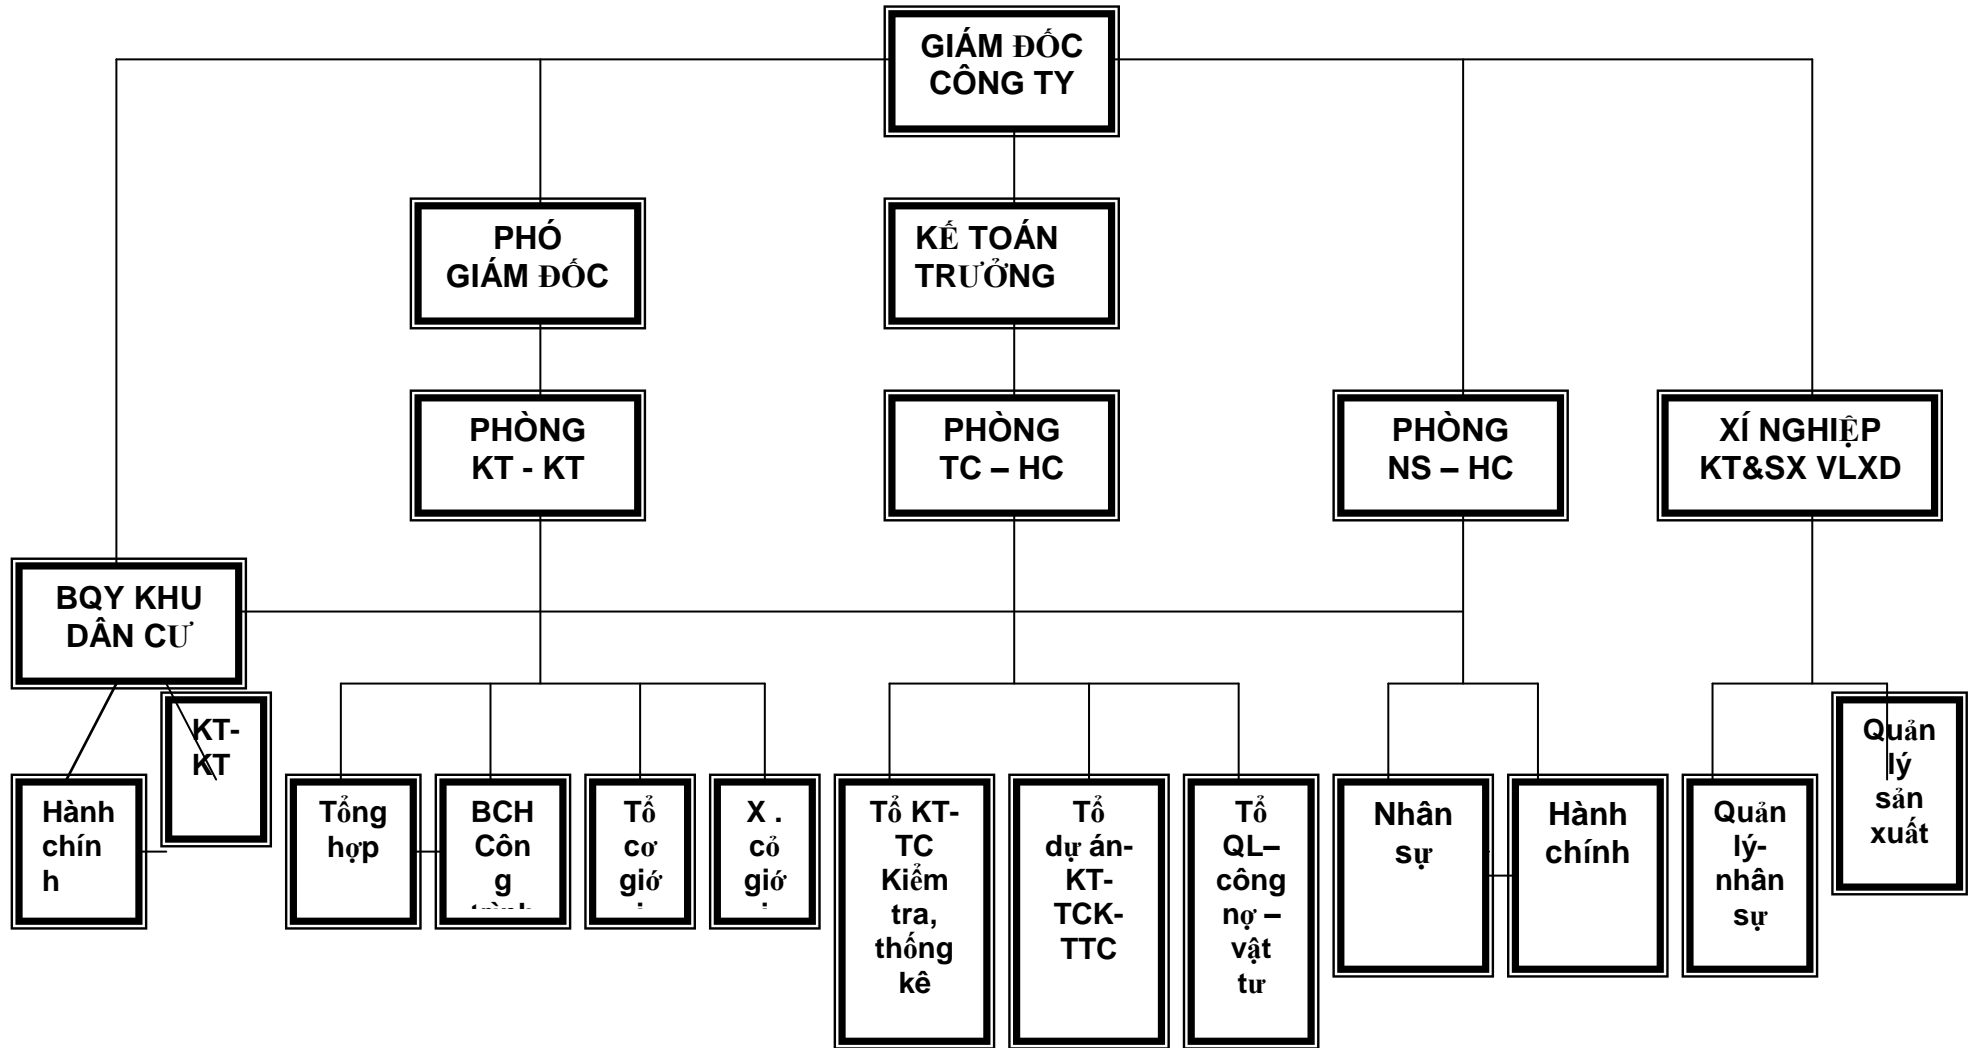 GIÁM ĐỐC
CÔNG TY
PHÓ
GIÁM ĐỐC
KẾ TOÁN
TRƯỞNG
PHÒNG
KT - KT
PHÒNG
TC – HC
PHÒNG
NS – HC
XÍ NGHIỆP
KT&SX VLXD
BQY KHU
DÂN CƯ
KT-
KT
Quản
lý
sản
xuất
Hành
chín
h
Tổng
hợp
BCH
Côn
g
Tổ
cơ
giớ
X .
cỏ
giớ
Tổ KT-
TC
Kiểm
tra,
thống
kê
Tổ
dự án-
KT-
TCK-
TTC
Tổ
QL–
công
nợ –
vật
tư
Nhân
sự
Hành
chính
Quản
lý-
nhân
sự